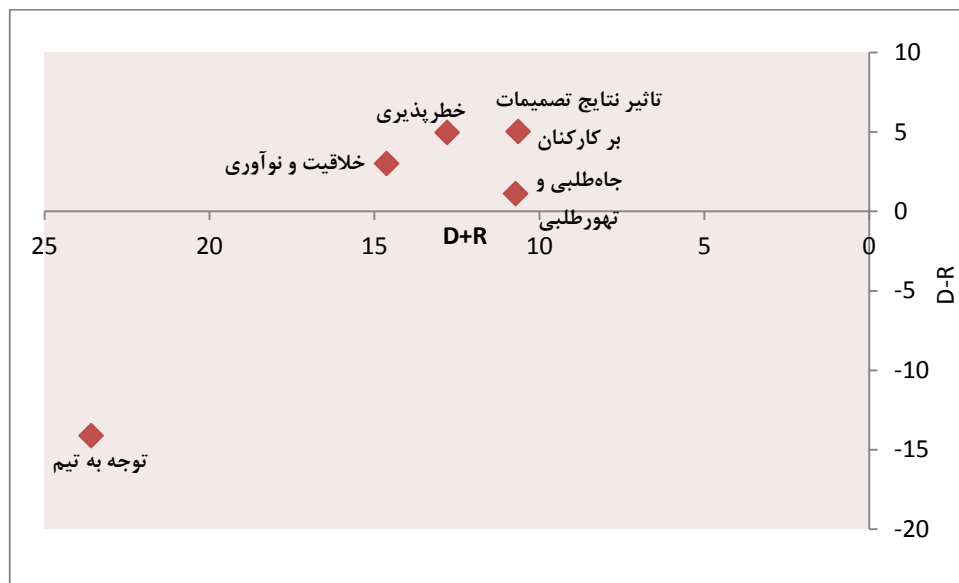 10
تاثیر نتایج تصمیمات
بر کارکنان
خطرپذیری
5
خلاقیت و نوآوری
جاه‌طلبی و
تهورطلبی
0
25
20
15
10
5
0
D+R
D-R
-5
-10
-15
توجه به تیم
-20